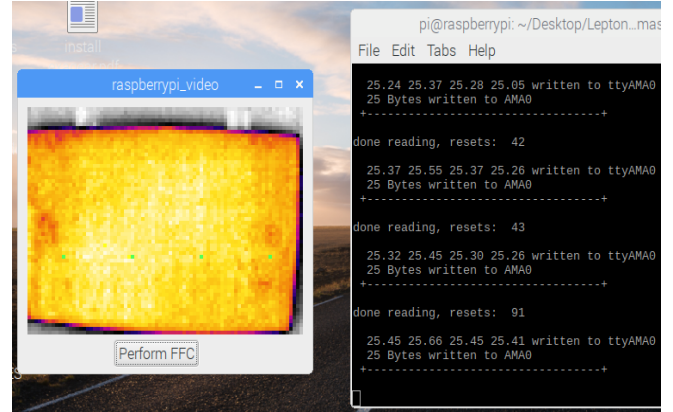 install
raspberrypi_video
Perform FFC
pi@raspberrypi: ~/Desktop/Lepton...mas
File Edit Tabs Help
25.24 25.37 25.28 25.05 written to ttyAMA0
25 Bytes written to AMA0
+--------------------------------+
done reading, resets: 42
25.37 25.55 25.37 25.26 written to ttyAMA0
25 Bytes written to AMA0
+--------------------------------+
done reading, resets: 43
25.32 25.45 25.30 25.26 written to ttyAMA0
25 Bytes written to AMA0
+--------------------------------+
done reading, resets: 91
25.45 25.66 25.45 25.41 written to ttyAMA0
25 Bytes written to AMA0
+--------------------------------+